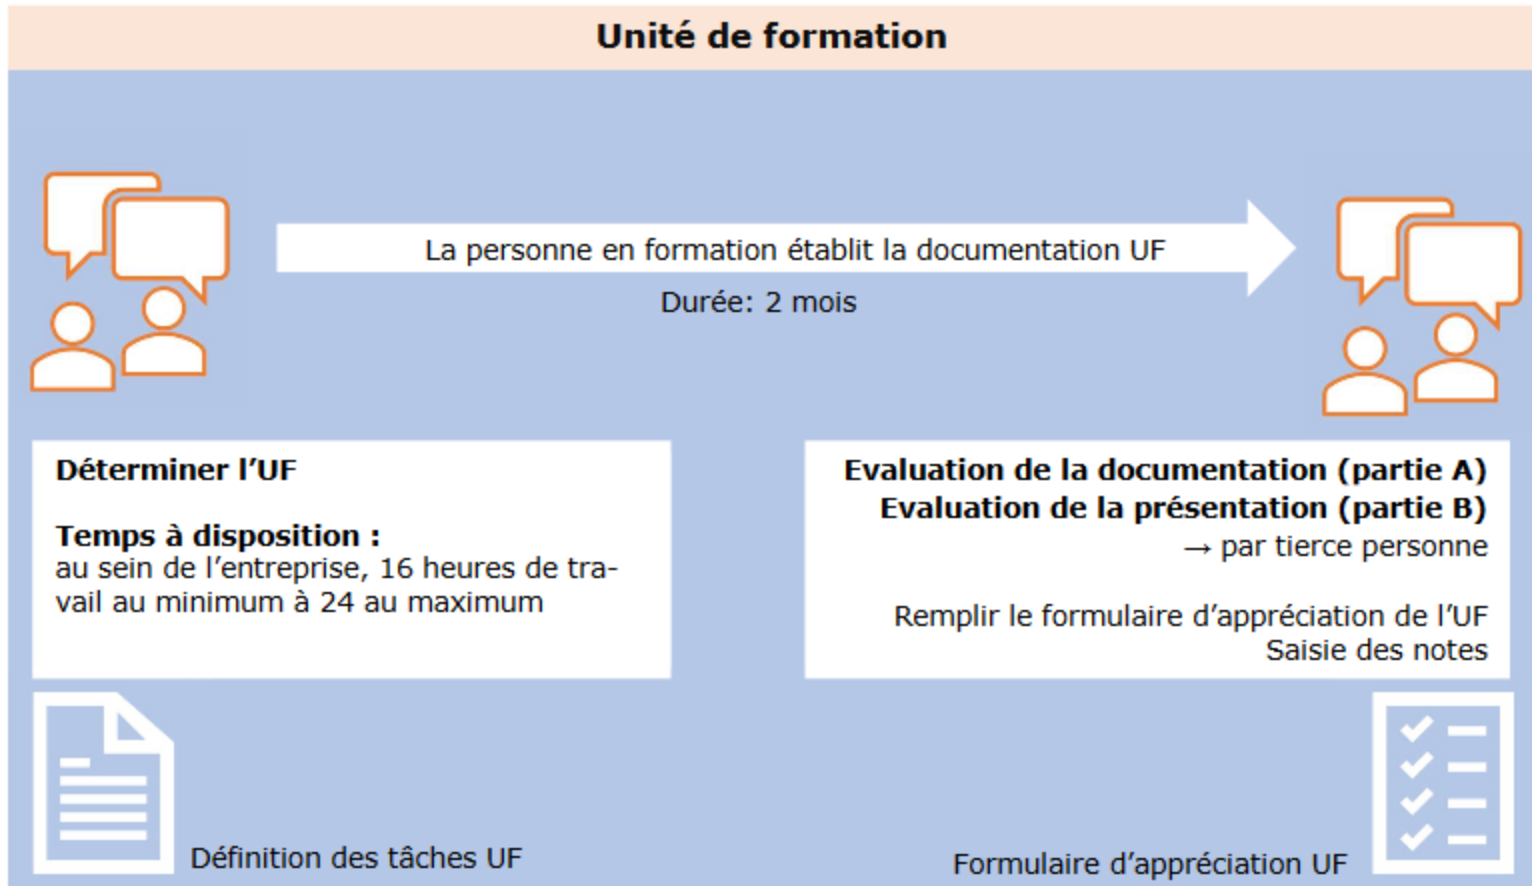 Unité de formation
La personne en formation établit la documentation UF
Durée: 2 mois
Déterminer l’UF
Temps à disposition :
au sein de l’entreprise, 16 heures de tra-
vail au minimum à 24 au maximum
Evaluation de la documentation (partie A)
Evaluation de la présentation (partie B)
→ par tierce personne
Remplir le formulaire d’appréciation de l’UF
Saisie des notes
Définition des tâches UF
Formulaire d’appréciation UF